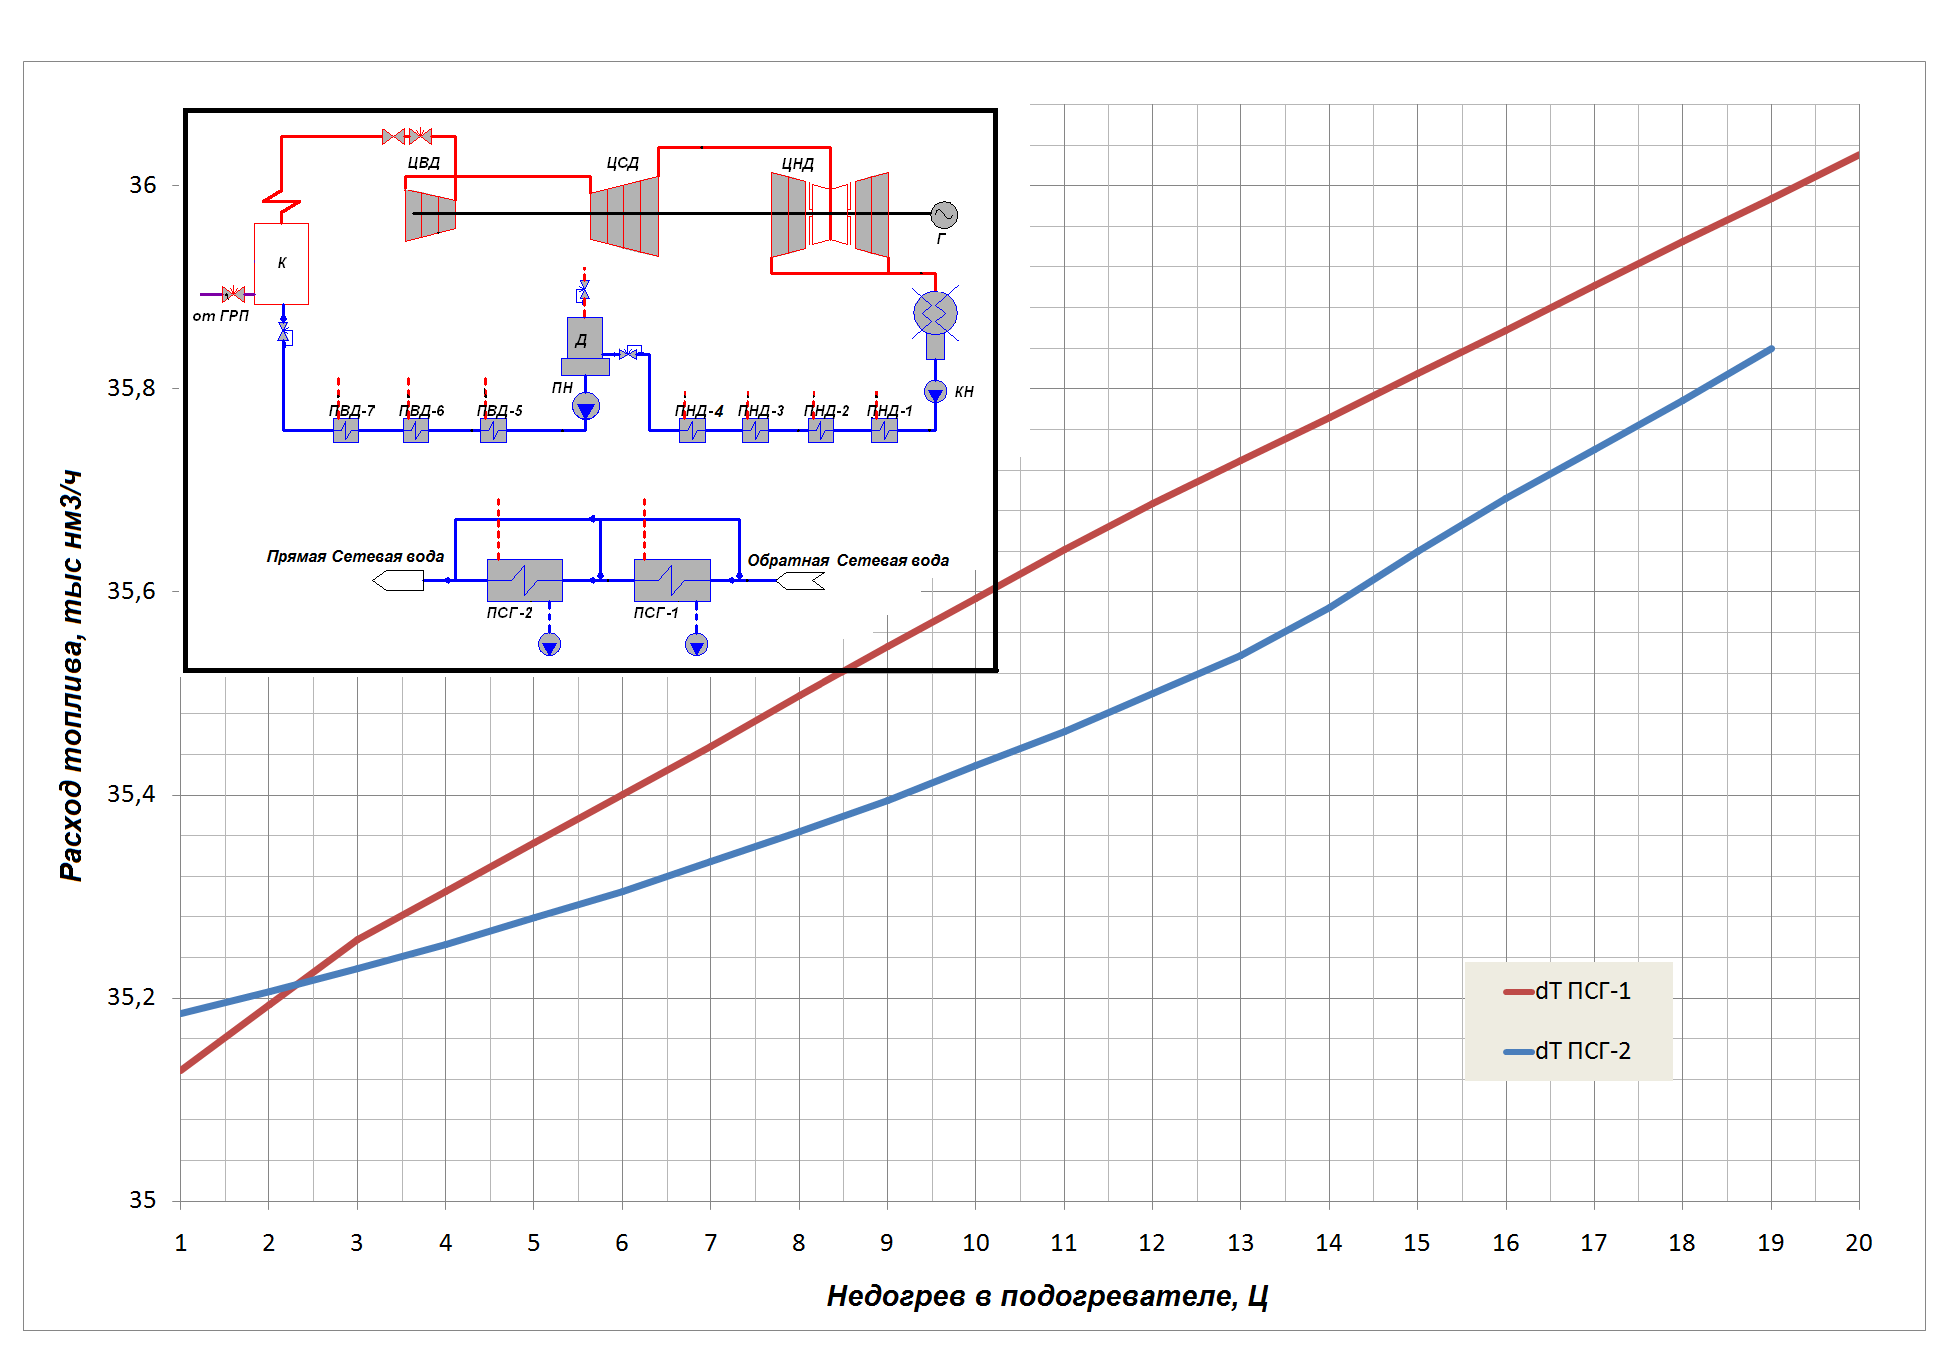 ЦВД
ЦСД
ЦНД
Г
К
от ГРП
Д
ПН
КН
ПВД-7
ПВД-6
ПВД-5
ПНД-4
ПНД-3
ПНД-2
ПНД-1
Прямая Сетевая вода
Обратная Сетевая вода
ПСГ-2
ПСГ-1
Расход топлива, тыс нм3/ч
36
35,8
35,6
35,4
35,2
35
dT ПСГ-1
dT ПСГ-2
1 2 3 4 5 6 7 8 9 10 11 12 13 14 15 16 17 18 19 20
Недогрев в подогревателе, Ц